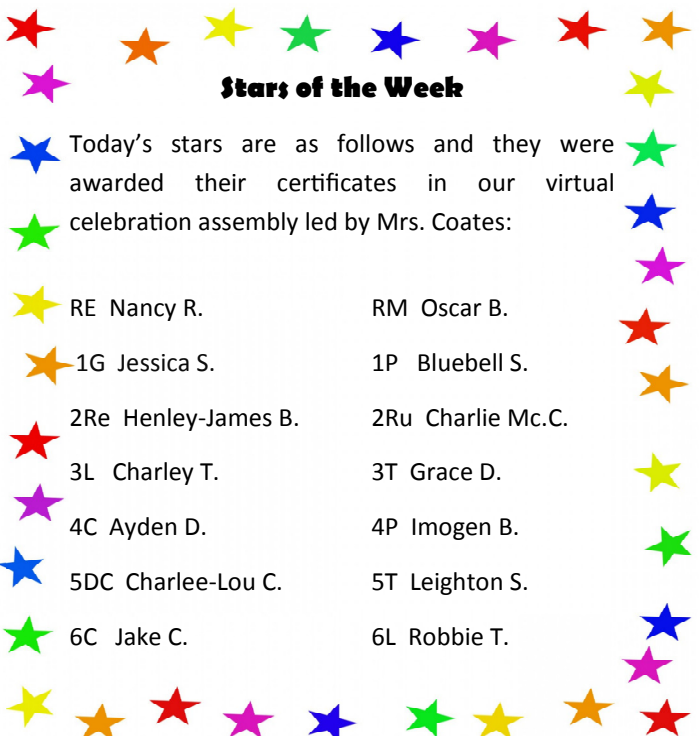 Stars of the Week
Today's stars are as follows and they were
awarded their certificates in our virtual
celebration assembly led by Mrs. Coates:
RE Nancy R. RM Oscar B.
1G Jessica S. 1P Bluebell S.
2Re Henley-James B. 2Ru Charlie Mc.C.
3L Charley T. 3T Grace D.
4C Ayden D. 4P Imogen B.
5DC Charlee-Lou C. 5T Leighton S.
6C Jake C. 6L Robbie T.